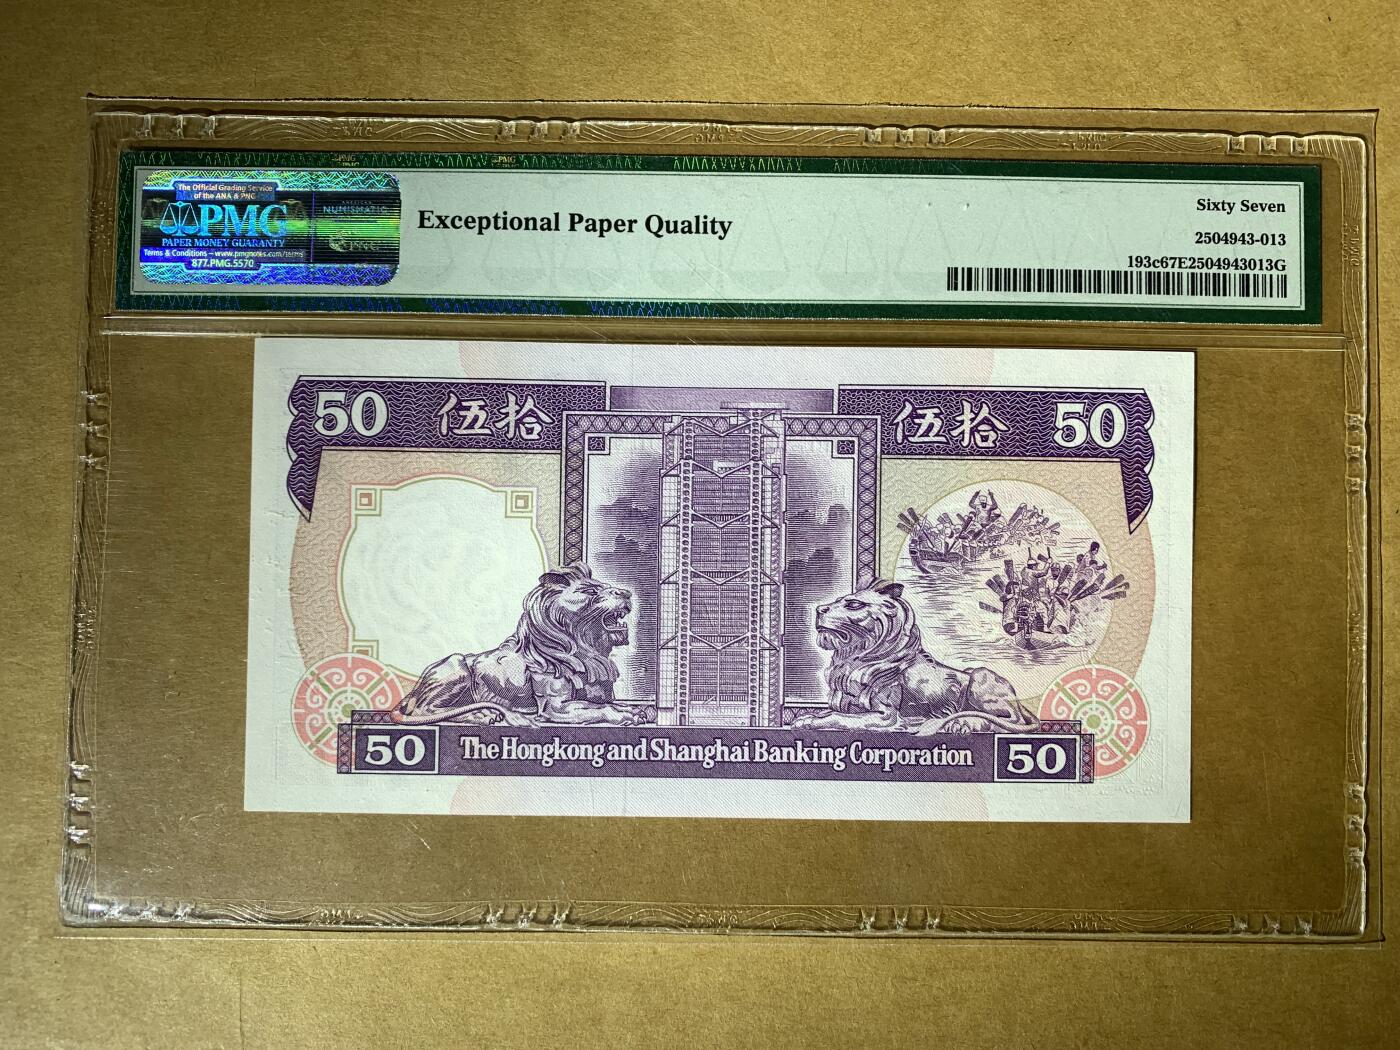 The Official Grading Service
of the ANA & PNG
PMG
PAPER MONEY GUARANTY
Terms & Conditions – www.pmgnotes.com/terms
877.PMG.5570
NUMISMATIC
PNG
Exceptional Paper Quality
Sixty Seven
2504943-013
193c67E2504943013G
50 伍拾
伍拾 50
50 The Hongkong and Shanghai Banking Corporation 50